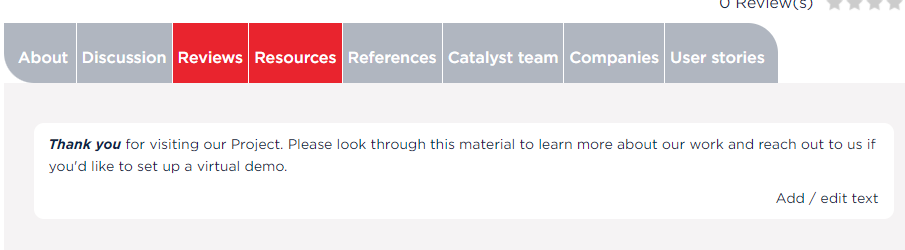 0 Review(s)
About Discussion Reviews Resources References Catalyst team Companies User stories
Thank you for visiting our Project. Please look through this material to learn more about our work and reach out to us if
you'd like to set up a virtual demo.
Add / edit text